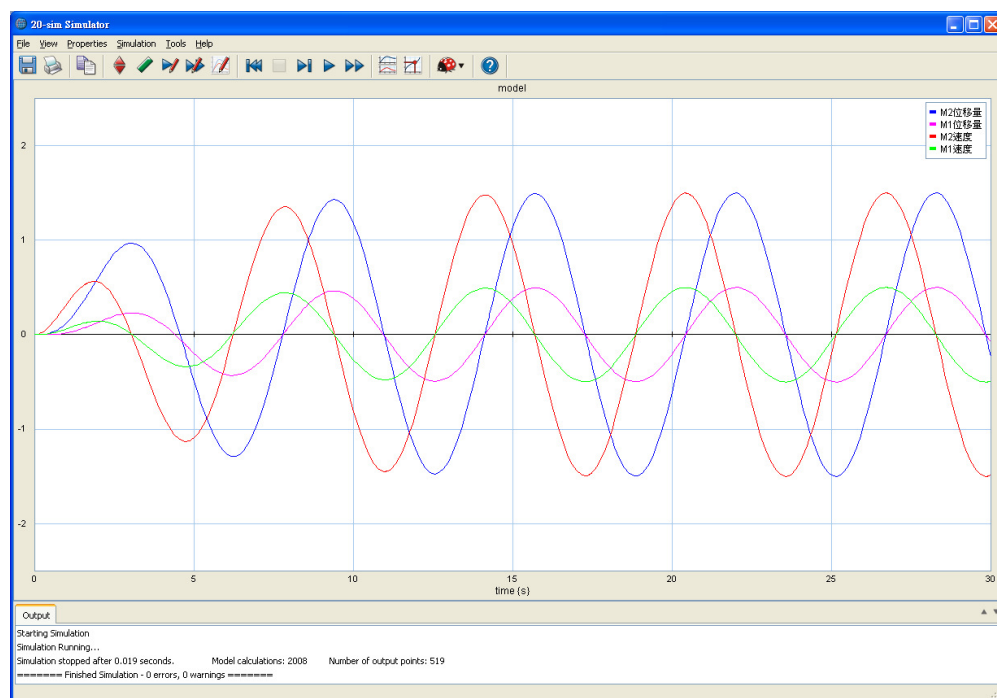 20-sim Simulator
File View Properties Simulation Tools Help
model
M2位移量
M1位移量
M2速度
M1速度
2
1
0
-1
-2
0 5 10 15 20 25 30
time {s}
Output
Starting Simulation
Simulation Running...
Simulation stopped after 0.019 seconds. Model calculations: 2008 Number of output points: 519
======= Finished Simulation - 0 errors, 0 warnings =======